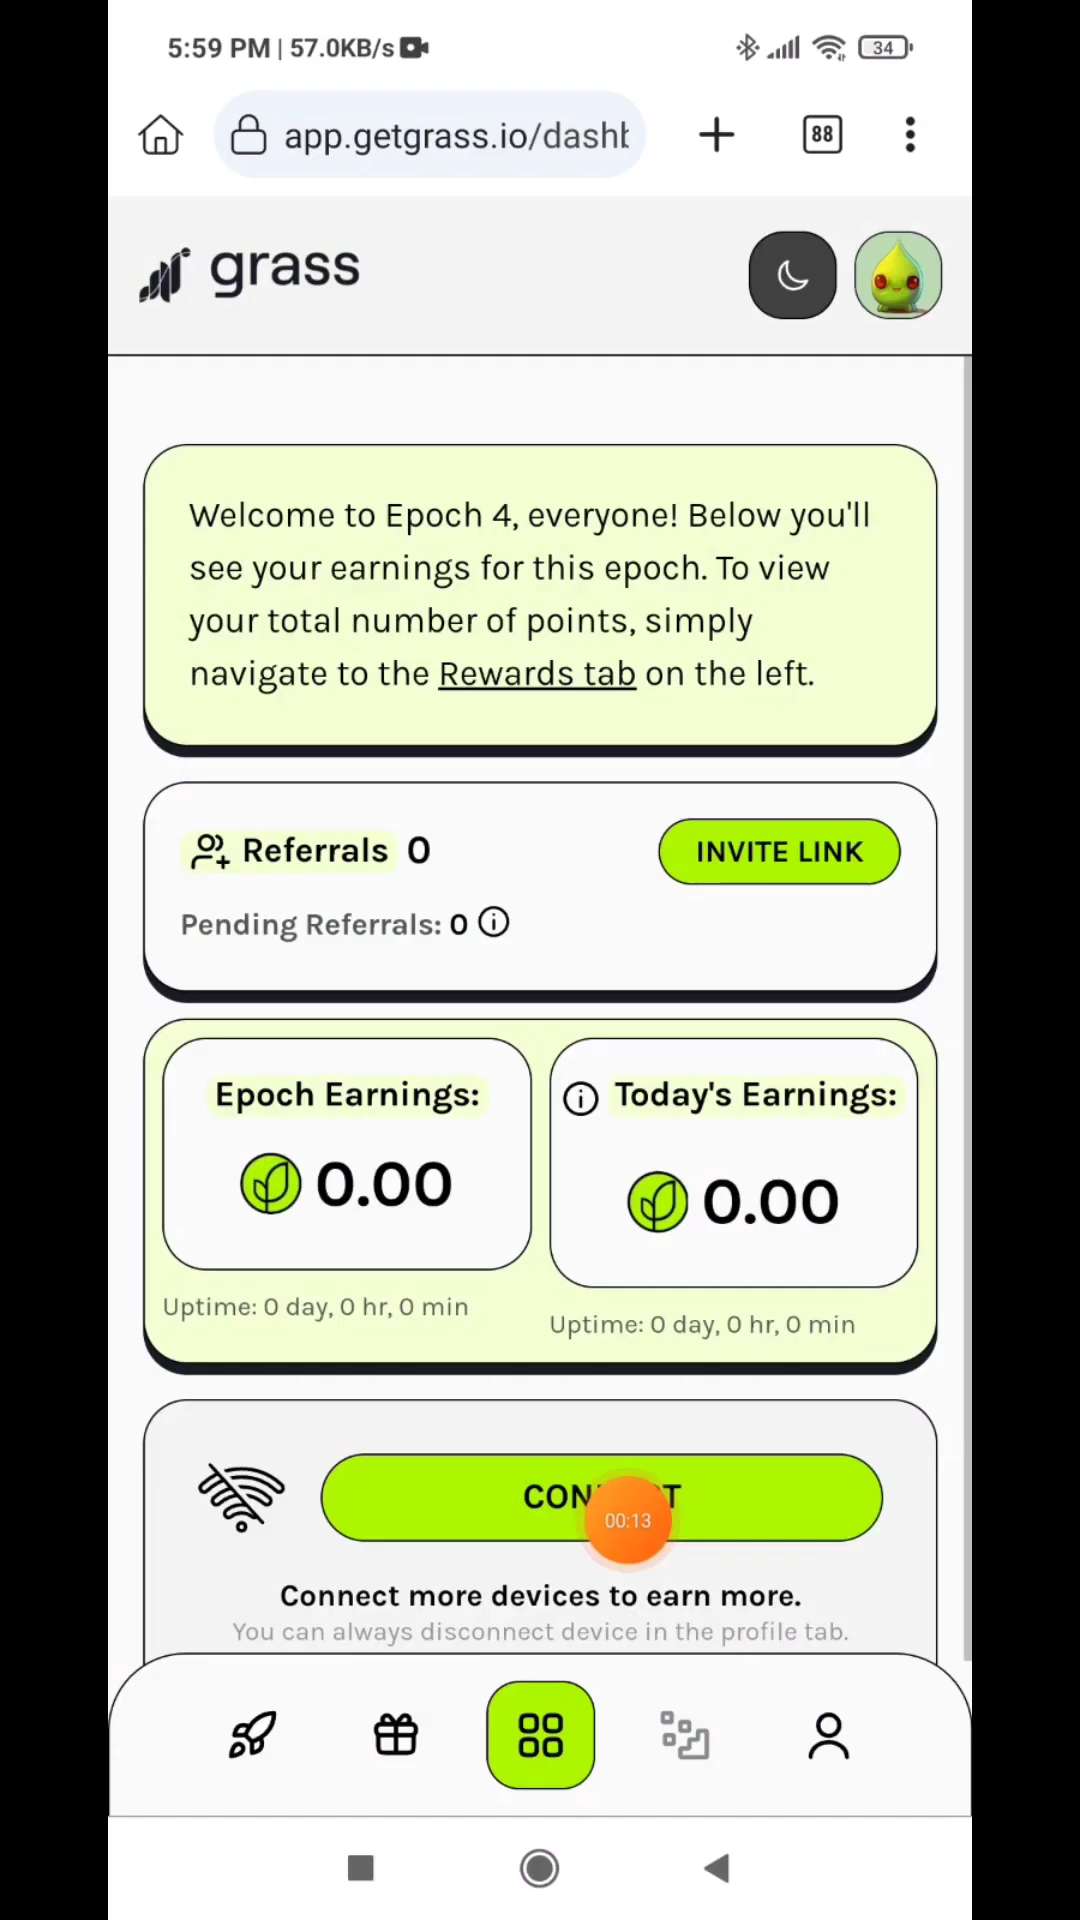 5:59 PM | 57.0KB/s
34
app.getgrass.io/dashb
88
grass
Welcome to Epoch 4, everyone! Below you'll
see your earnings for this epoch. To view
your total number of points, simply
navigate to the Rewards tab on the left.
Referrals 0
INVITE LINK
Pending Referrals: 0
Epoch Earnings:
0.00
Uptime: 0 day, 0 hr, 0 min
Today's Earnings:
0.00
Uptime: 0 day, 0 hr, 0 min
00:13
Connect more devices to earn more.
You can always disconnect device in the profile tab.